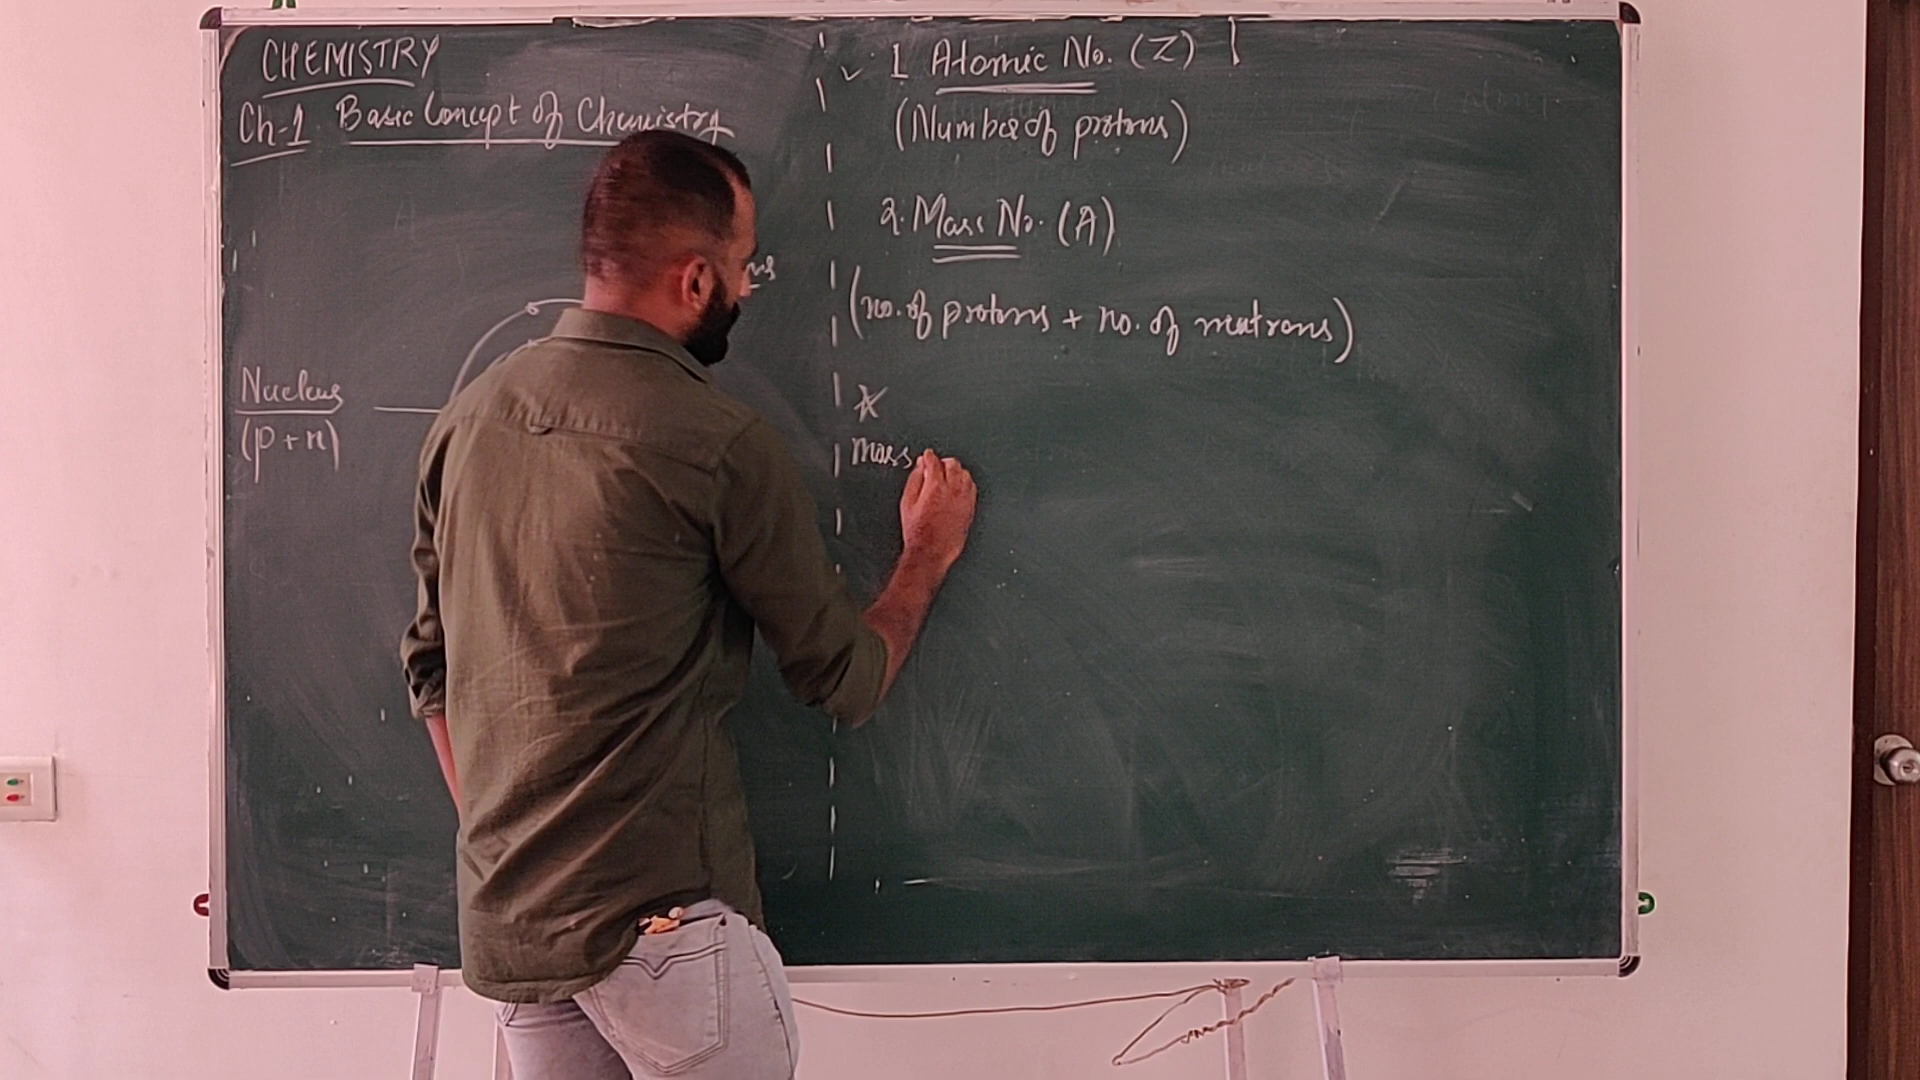 CHEMISTRY
Ch-1 Basic Concept of Chemistry
Nucleus
(p + n)
1 Atomic No. (Z)
(Number of protons)
2. Mass No. (A)
(no. of protons + no. of neutrons)
Mass